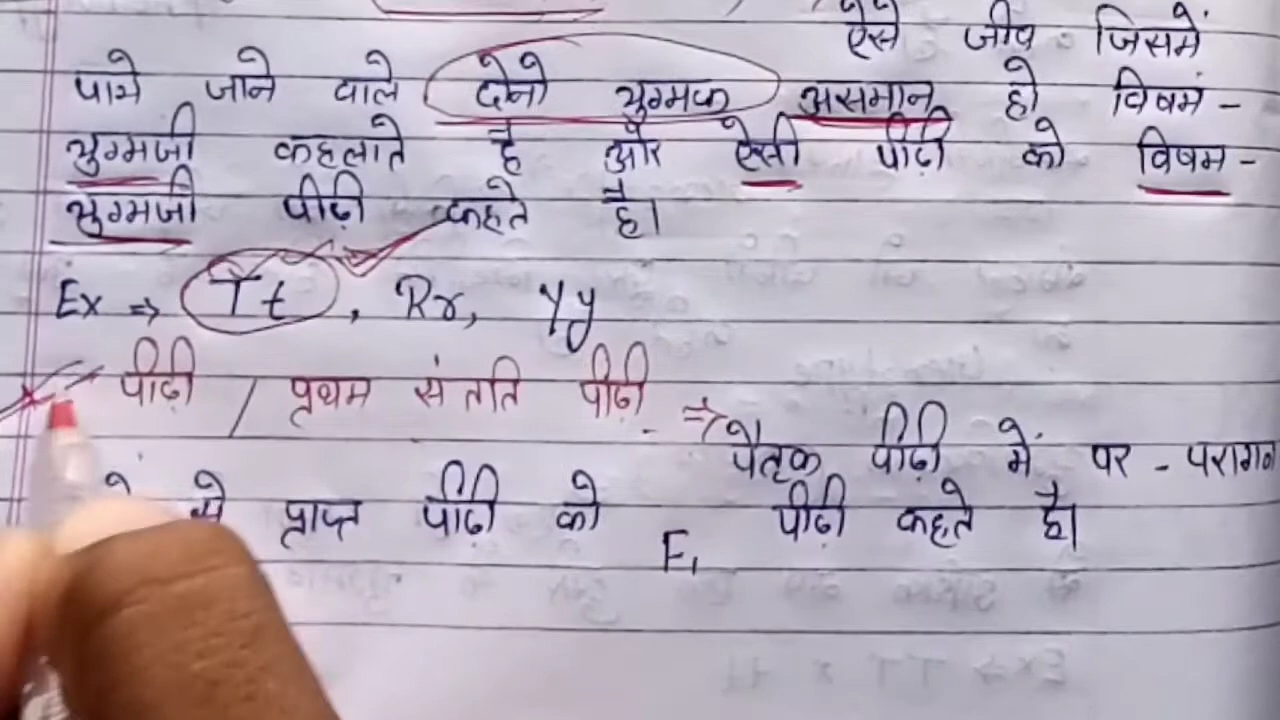 ऐसे जीव जिसमें
पाये जाने वाले दोनो युग्मक असमान हो विषम -
युग्मजी कहलाते है और ऐसी पीढ़ी को विषम -
युग्मजी पीढ़ी कहते है।
Ex ⇒ Tt, Rr, Yy
पीढ़ी / प्रथम संतति पीढ़ी ⇒
पैतृक पीढ़ी में पर - परागन
से प्राप्त पीढ़ी को F₁ पीढ़ी कहते है।